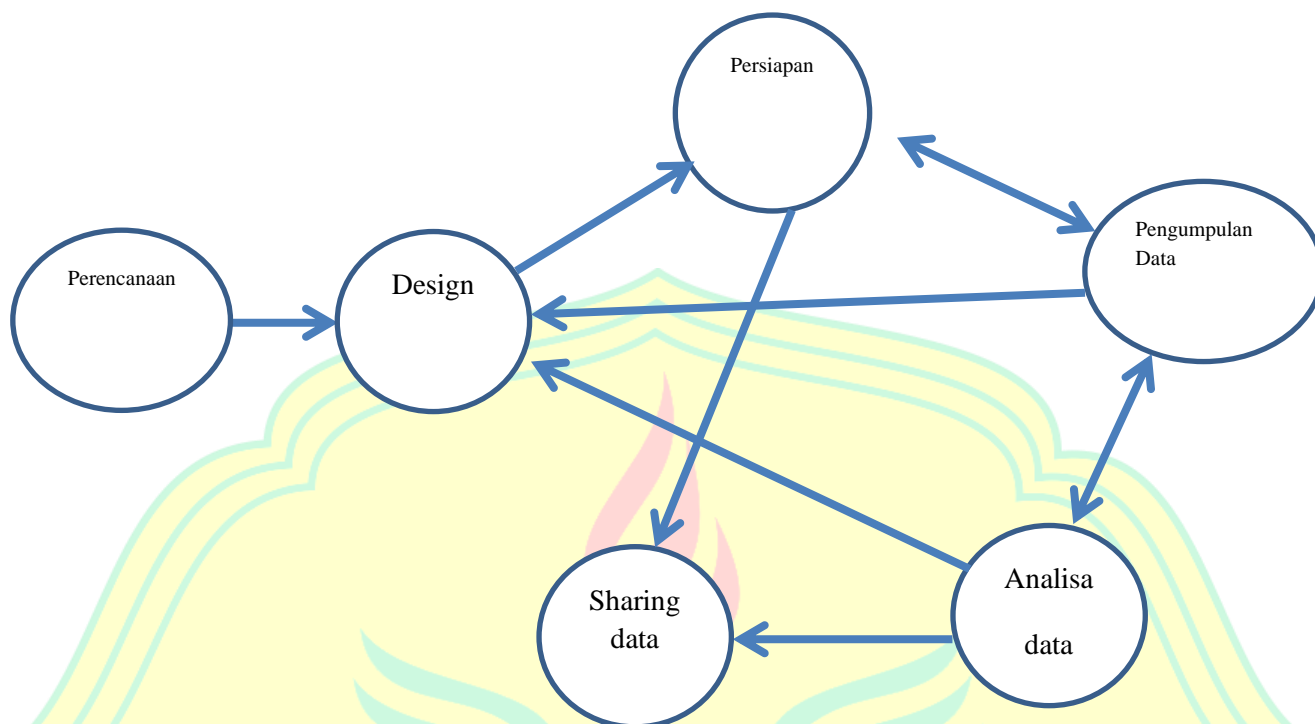 Persiapan
Perencanaan
Design
Pengumpulan
Data
Sharing
data
Analisa
data